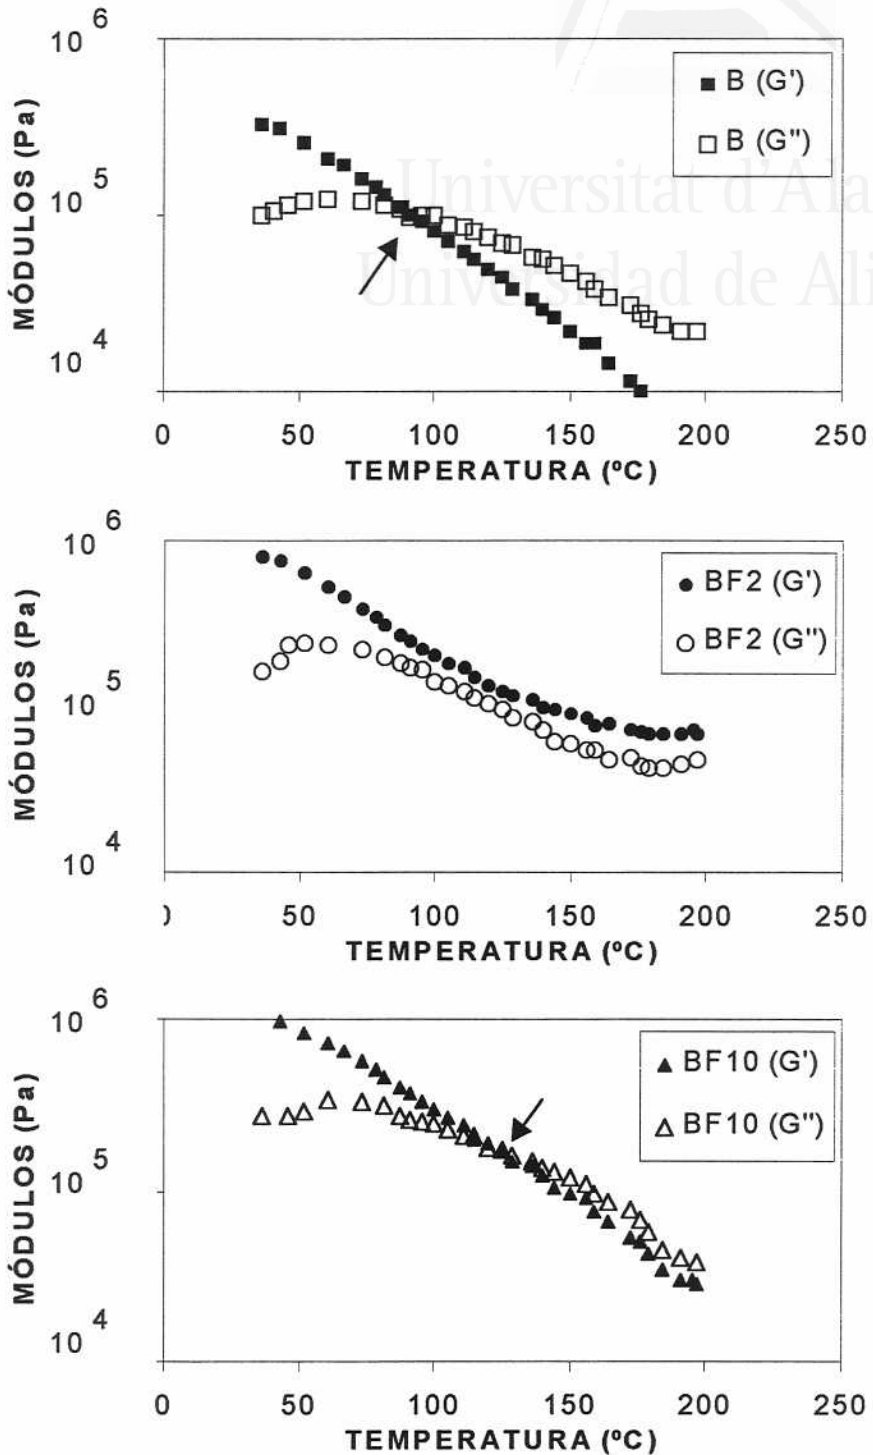 10^6
B (G')
B (G'')
MÓDULOS (Pa)
10^5
10^4
0 50 100 150 200 250
TEMPERATURA (ºC)
Universitat d'Ala
Universidad de Ali
10^6
BF2 (G')
BF2 (G'')
MÓDULOS (Pa)
10^5
10^4
0 50 100 150 200 250
TEMPERATURA (ºC)
10^6
BF10 (G')
BF10 (G'')
MÓDULOS (Pa)
10^5
10^4
0 50 100 150 200 250
TEMPERATURA (ºC)